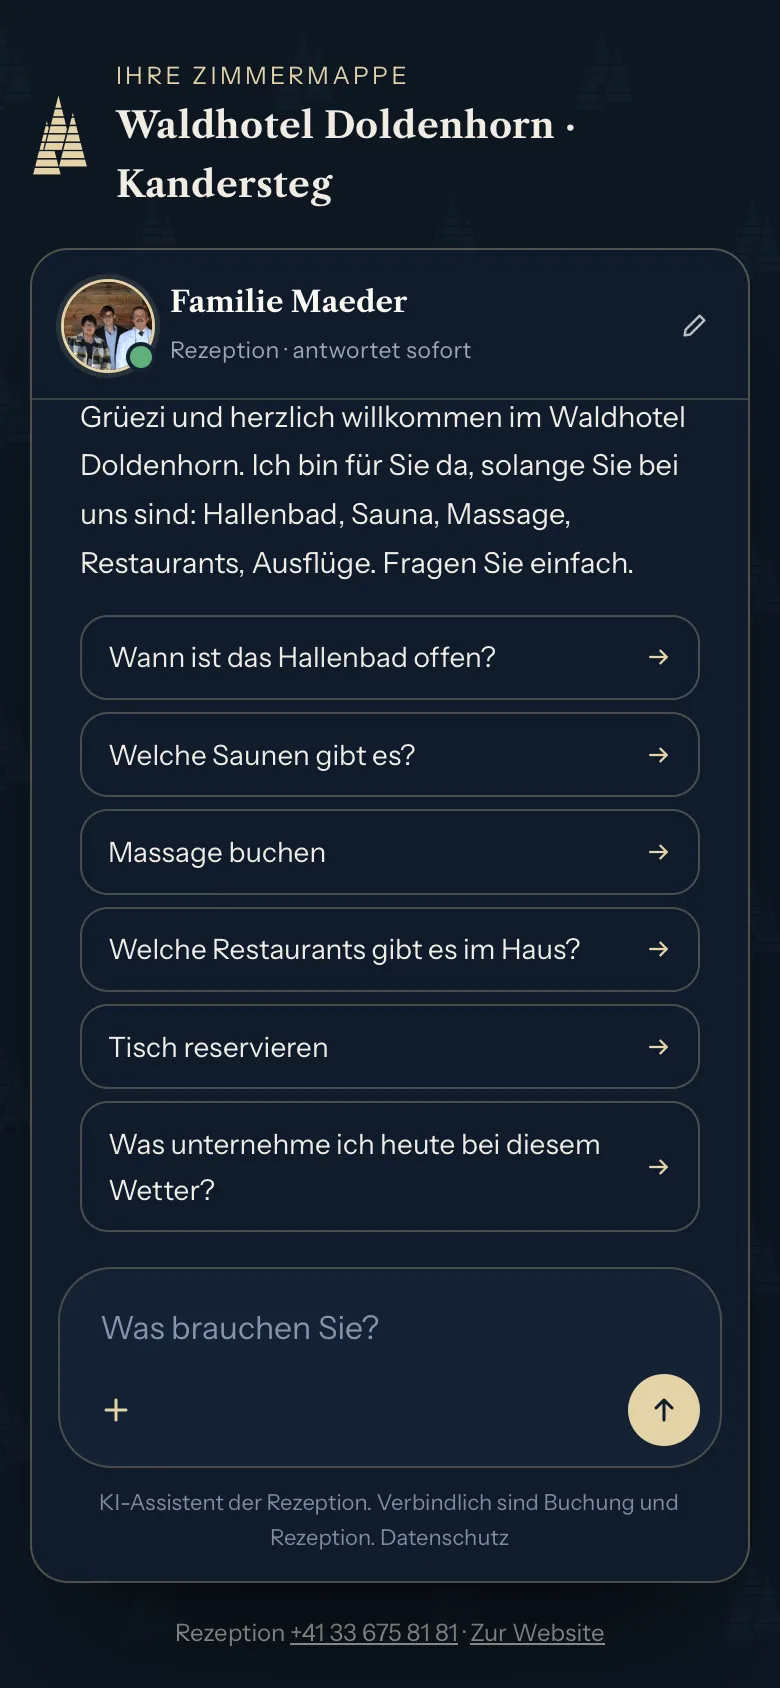 IHRE ZIMMERMAPPE
Waldhotel Doldenhorn ·
Kandersteg
Familie Maeder
Rezeption · antwortet sofort
Grüezi und herzlich willkommen im Waldhotel
Doldenhorn. Ich bin für Sie da, solange Sie bei
uns sind: Hallenbad, Sauna, Massage,
Restaurants, Ausflüge. Fragen Sie einfach.
Wann ist das Hallenbad offen?
Welche Saunen gibt es?
Massage buchen
Welche Restaurants gibt es im Haus?
Tisch reservieren
Was unternehme ich heute bei diesem
Wetter?
Was brauchen Sie?
KI-Assistent der Rezeption. Verbindlich sind Buchung und
Rezeption. Datenschutz
Rezeption +41 33 675 81 81 · Zur Website